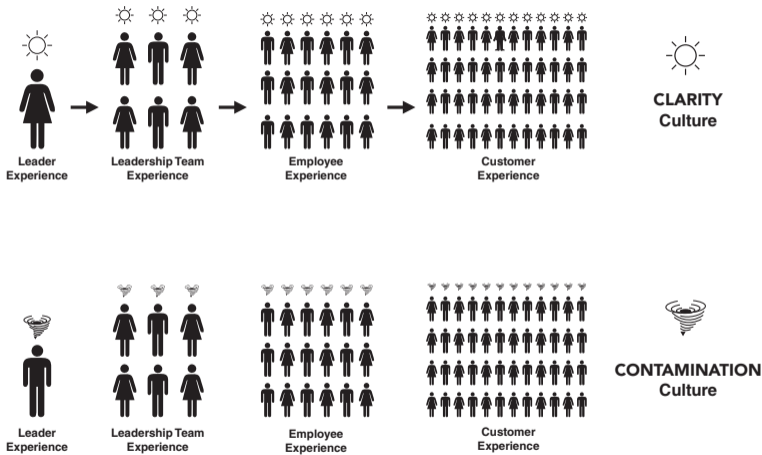 Leader
Experience
Leadership Team
Experience
Employee
Experience
Customer
Experience
CLARITY
Culture
Leader
Experience
Leadership Team
Experience
Employee
Experience
Customer
Experience
CONTAMINATION
Culture